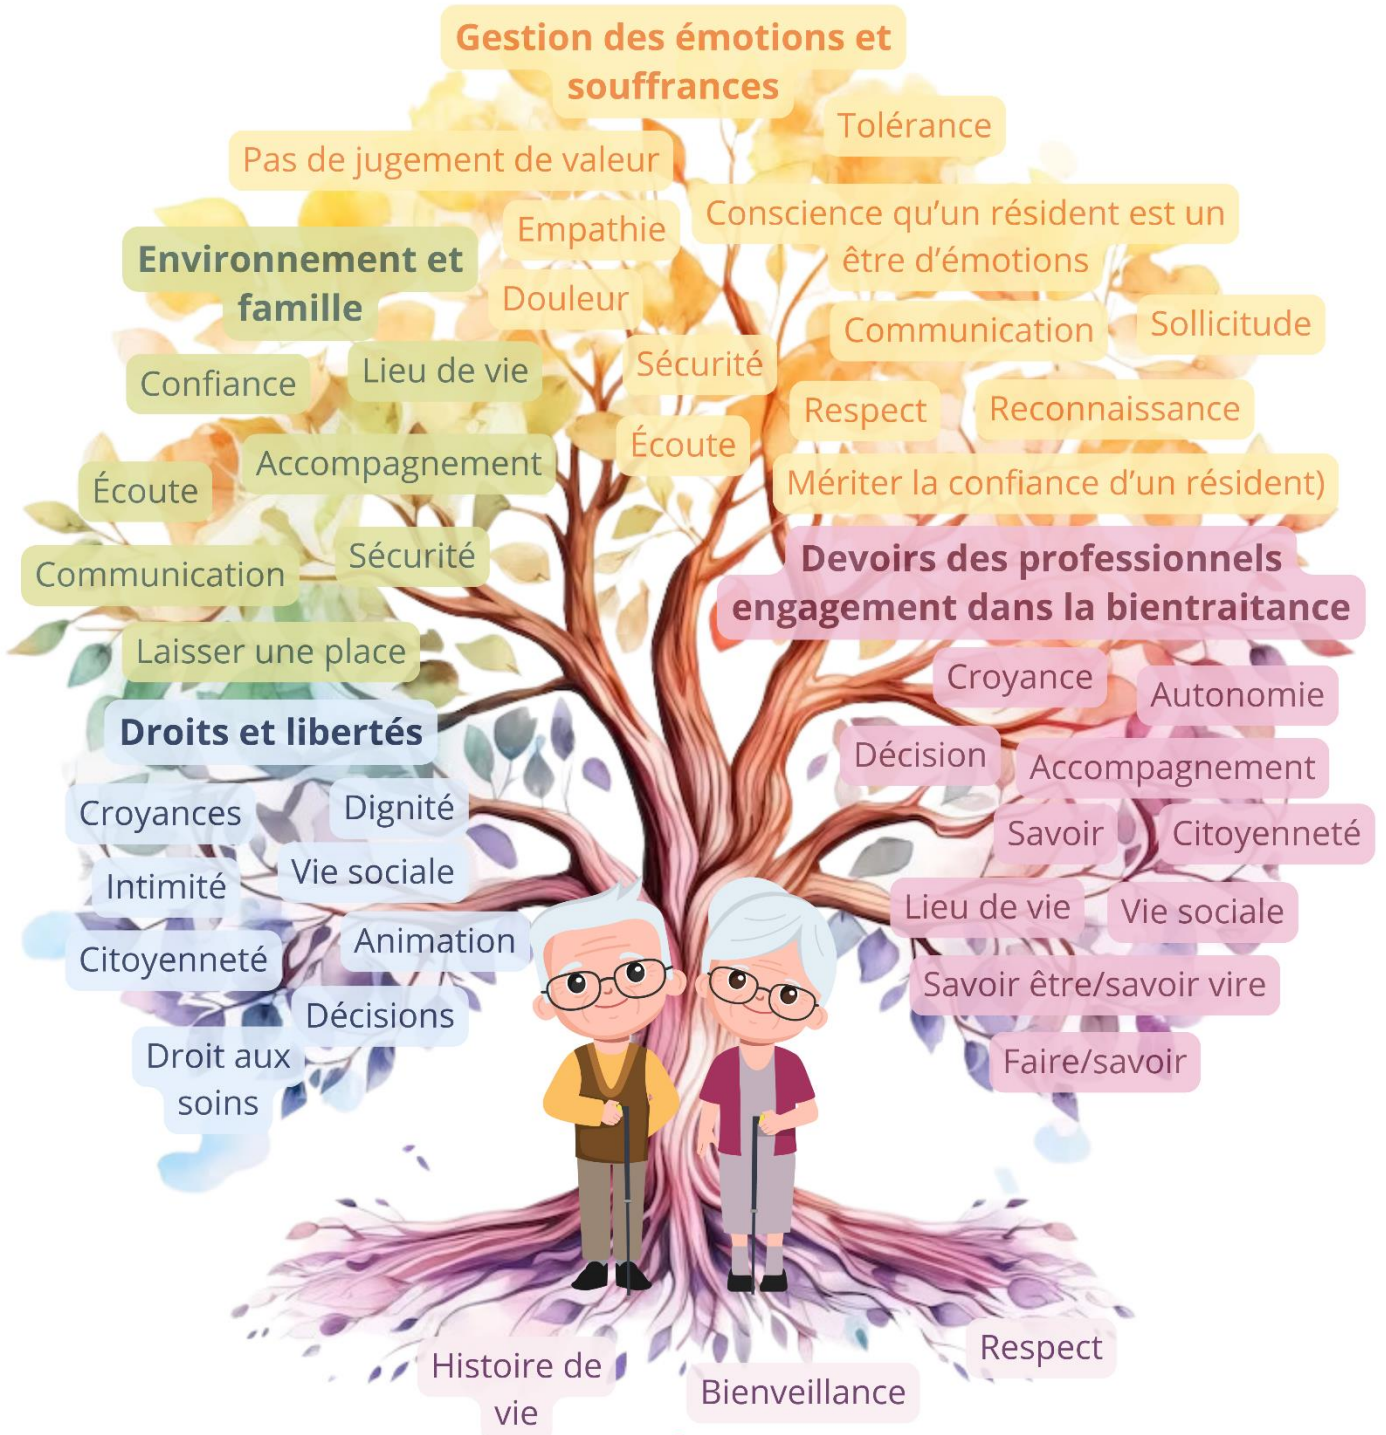 Gestion des émotions et
souffrances
Tolérance
Pas de jugement de valeur
Conscience qu’un résident est un
être d’émotions
Empathie
Douleur
Communication
Sollicitude
Sécurité
Respect
Reconnaissance
Écoute
Mériter la confiance d’un résident)
Environnement et
famille
Confiance
Lieu de vie
Accompagnement
Écoute
Sécurité
Communication
Laisser une place
Devoirs des professionnels
engagement dans la bientraitance
Croyance
Autonomie
Décision
Accompagnement
Savoir
Citoyenneté
Lieu de vie
Vie sociale
Savoir être/savoir vire
Faire/savoir
Droits et libertés
Croyances
Dignité
Intimité
Vie sociale
Citoyenneté
Animation
Décisions
Droit aux
soins
Histoire de
vie
Bienveillance
Respect